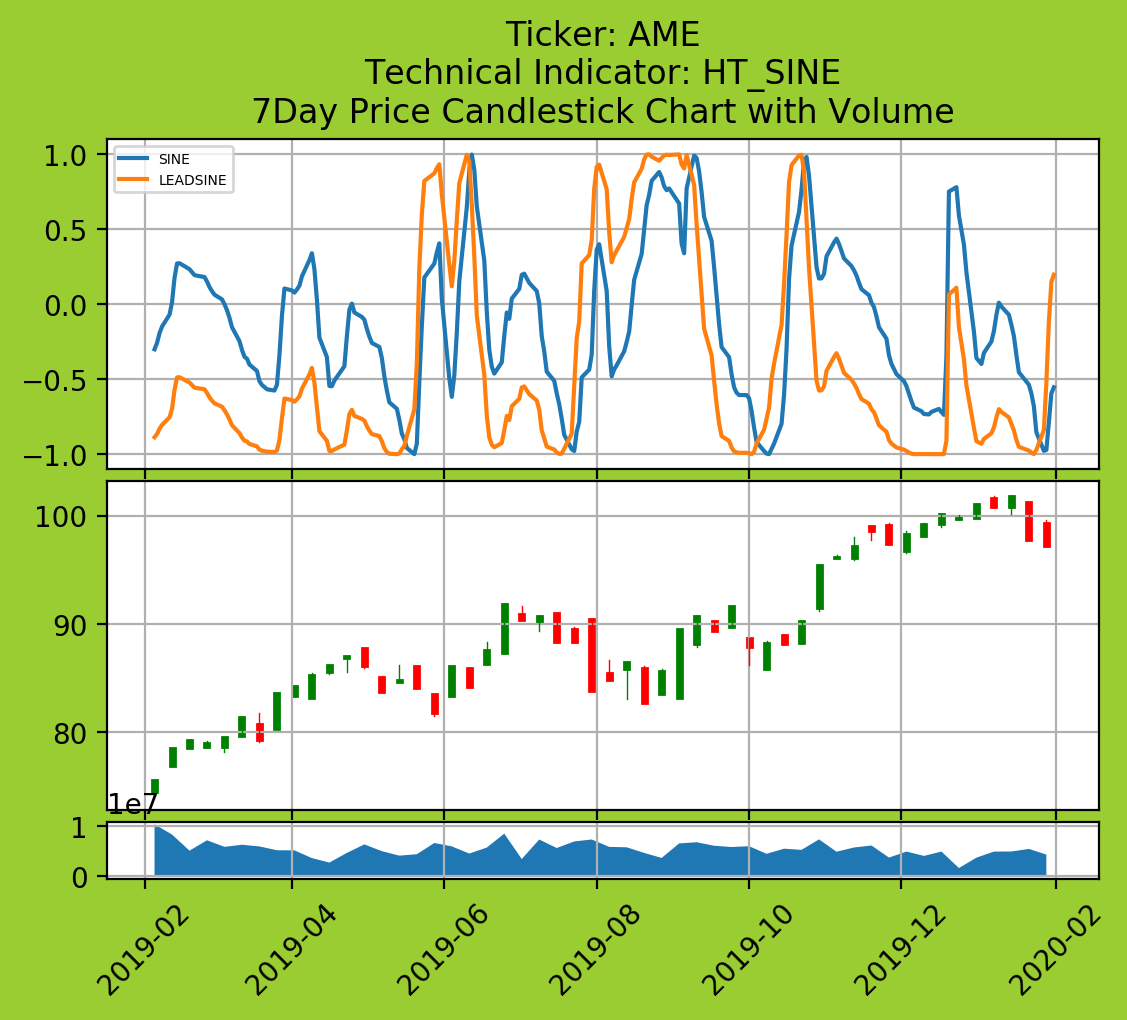 Ticker: AME
Technical Indicator: HT_SINE
7Day Price Candlestick Chart with Volume
SINE
LEADSINE
1.0
0.5
0.0
−0.5
−1.0
100
90
80
1e7
1
0
2019-02
2019-04
2019-06
2019-08
2019-10
2019-12
2020-02